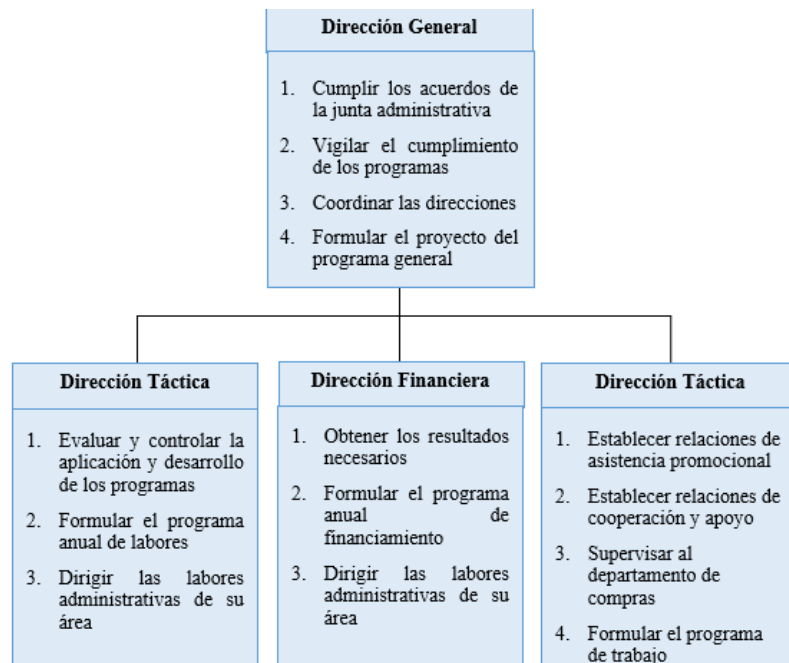 Dirección General
1. Cumplir los acuerdos de
la junta administrativa
2. Vigilar el cumplimiento
de los programas
3. Coordinar las direcciones
4. Formular el proyecto del
programa general
Dirección Táctica
1. Evaluar y controlar la
aplicación y desarrollo
de los programas
2. Formular el programa
anual de labores
3. Dirigir las labores
administrativas de su
área
Dirección Financiera
1. Obtener los resultados
necesarios
2. Formular el programa
anual de
financiamiento
3. Dirigir las labores
administrativas de su
área
Dirección Táctica
1. Establecer relaciones de
asistencia promocional
2. Establecer relaciones de
cooperación y apoyo
3. Supervisar al
departamento de
compras
4. Formular el programa
de trabajo